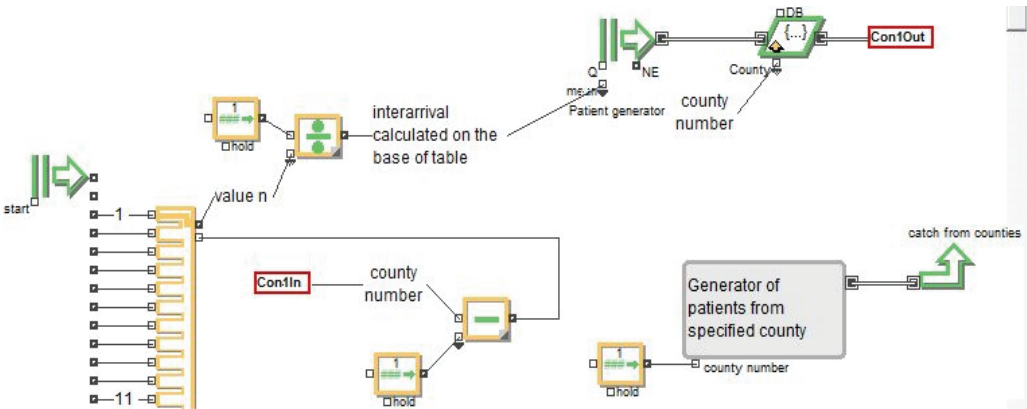 DB
{...}
Con1Out
Q
NE
County
mean
Patient generator
county
number
1
hold
interarrival
calculated on the
base of table
start
value n
1
catch from counties
Con1In
county
number
Generator of
patients from
specified county
1
hold
1
hold
county number
11